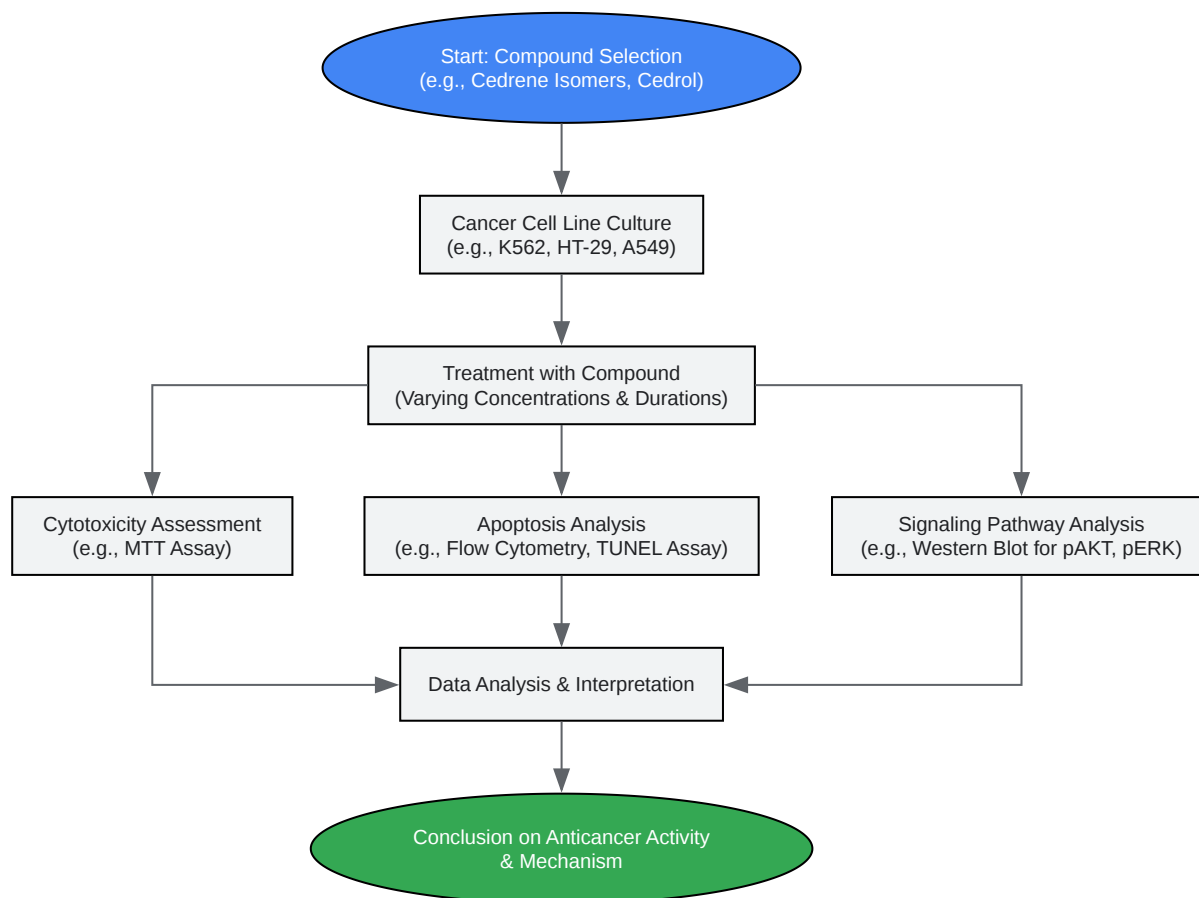 Start: Compound Selection
(e.g., Cedrene Isomers, Cedrol)
Cancer Cell Line Culture
(e.g., K562, HT-29, A549)
Treatment with Compound
(Varying Concentrations & Durations)
Cytotoxicity Assessment
(e.g., MTT Assay)
Apoptosis Analysis
(e.g., Flow Cytometry, TUNEL Assay)
Signaling Pathway Analysis
(e.g., Western Blot for pAKT, pERK)
Data Analysis & Interpretation
Conclusion on Anticancer Activity
& Mechanism